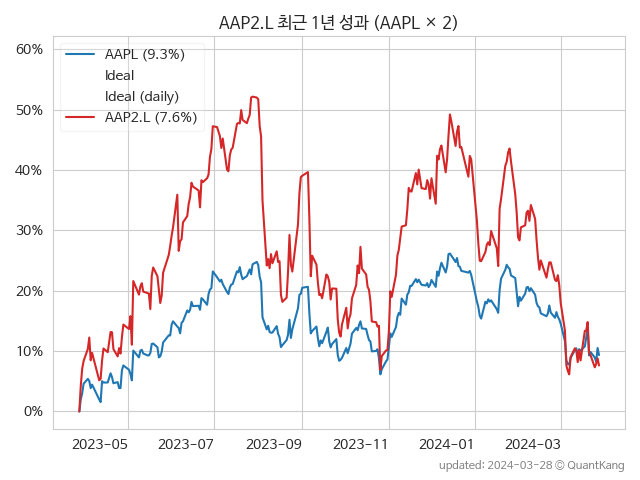 AAP2.L 최근 1년 성과 (AAPL × 2)
60%
50%
40%
30%
20%
10%
0%
AAPL (9.3%)
Ideal
Ideal (daily)
AAP2.L (7.6%)
2023-05 2023-07 2023-09 2023-11 2024-01 2024-03
updated: 2024-03-28 © QuantKang